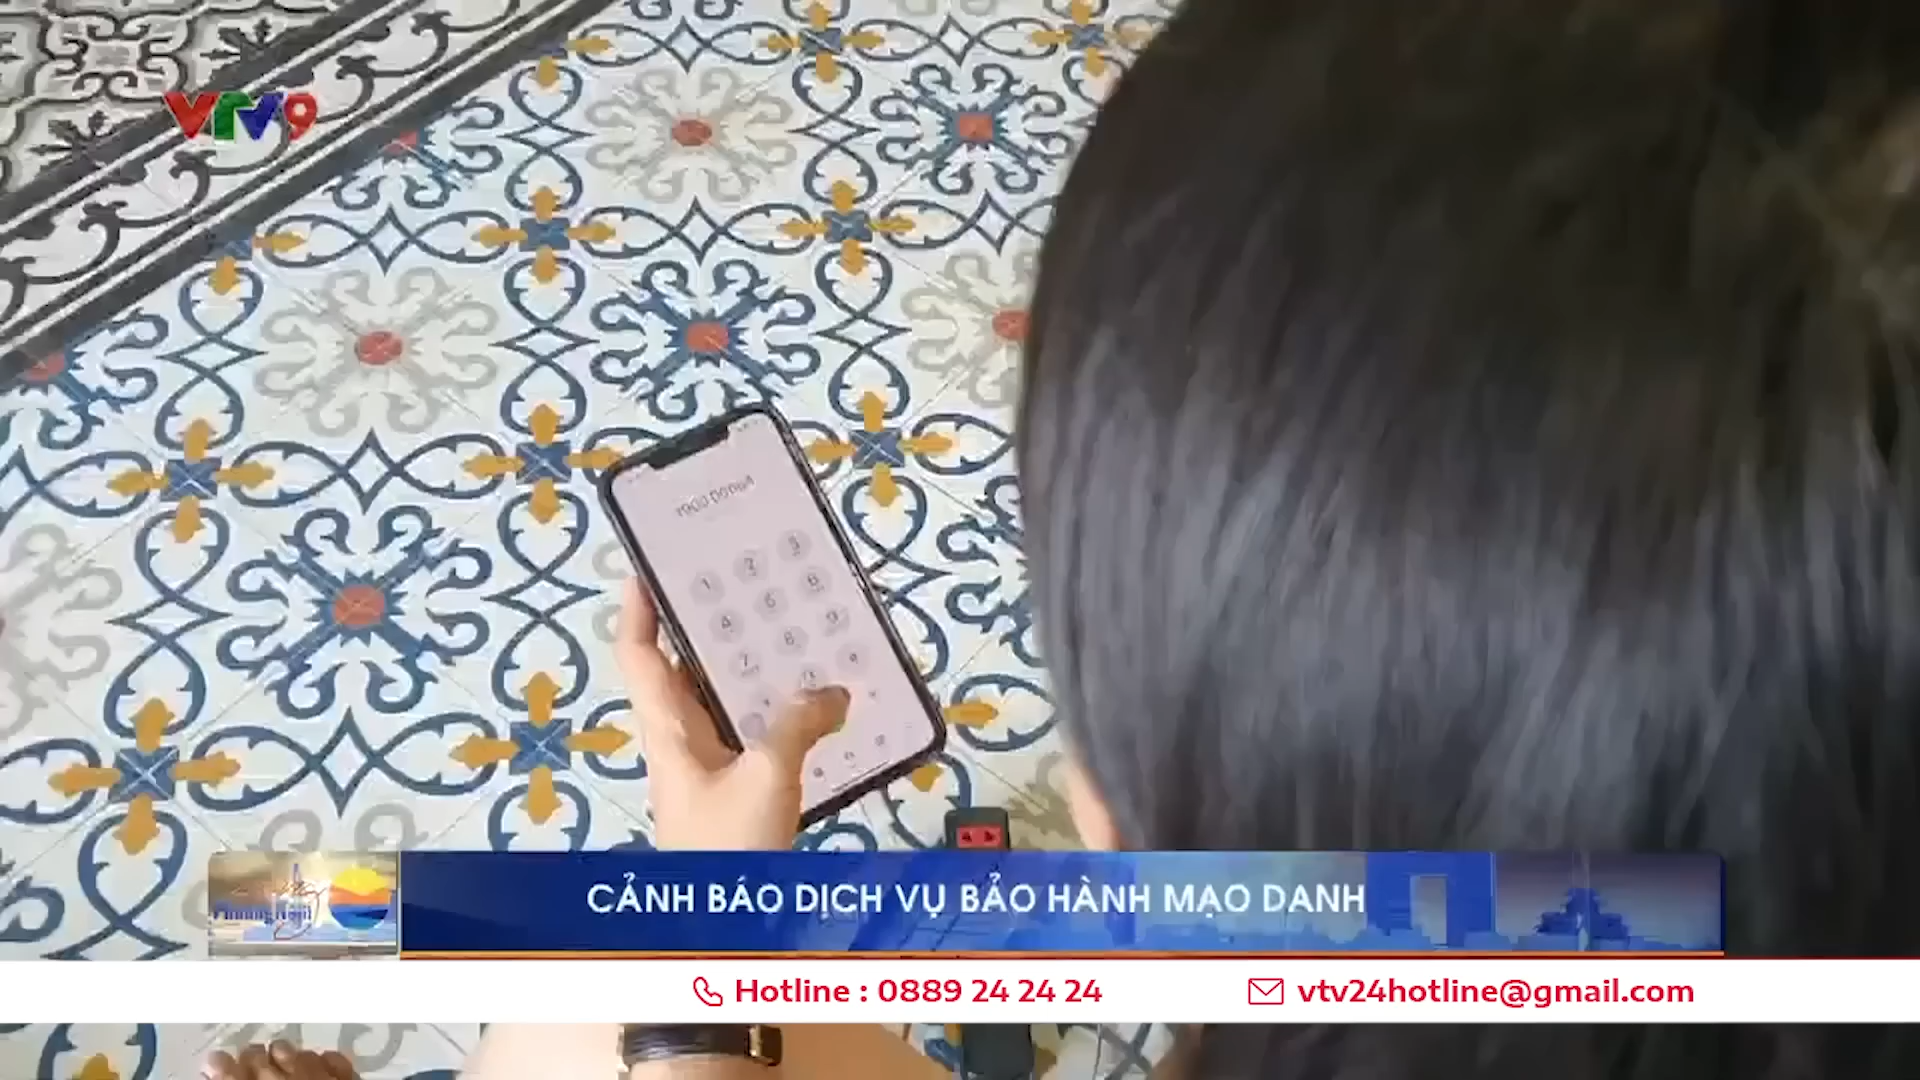 VTV9
CẢNH BÁO DỊCH VỤ BẢO HÀNH MẠO DANH
Hotline : 0889 24 24 24
vtv24hotline@gmail.com